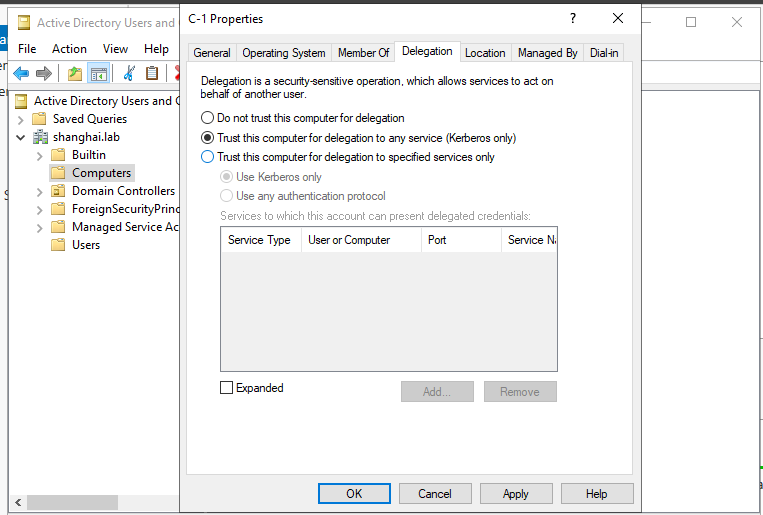 Active Directory Users and C
C-1 Properties
?
File Action View Help
General Operating System Member Of Delegation Location Managed By Dial-in
Delegation is a security-sensitive operation, which allows services to act on
behalf of another user.
Active Directory Users and C
Saved Queries
shanghai.lab
Builtin
Computers
Domain Controllers
ForeignSecurityPrinc
Managed Service Ac
Users
Do not trust this computer for delegation
Trust this computer for delegation to any service (Kerberos only)
Trust this computer for delegation to specified services only
Use Kerberos only
Use any authentication protocol
Services to which this account can present delegated credentials:
Service Type User or Computer Port Service Na
Expanded
Add... Remove
OK Cancel Apply Help